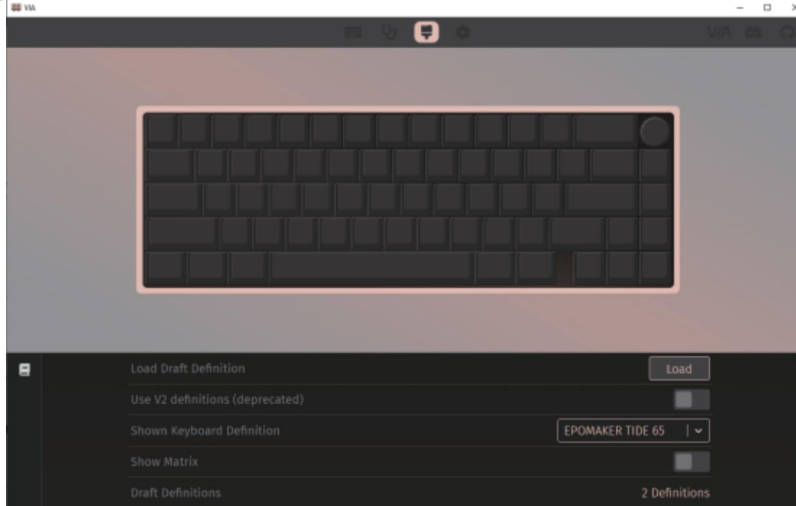 VIA
VIA
Load Draft Definition
Load
Use V2 definitions (deprecated)
Shown Keyboard Definition
EPOMAKER TIDE 65
Show Matrix
Draft Definitions
2 Definitions